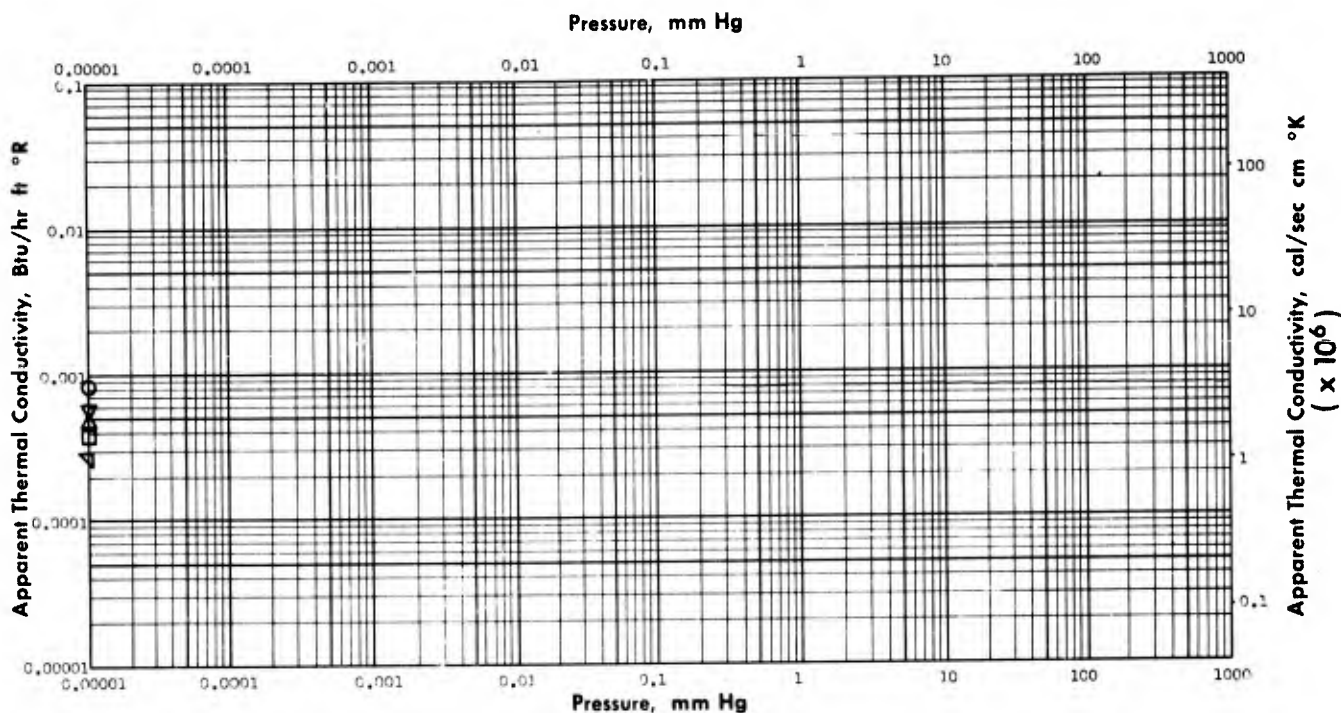 Pressure, mm Hg
0.00001 0.0001 0.001 0.01 0.1 1 10 100 1000
Apparent Thermal Conductivity, Btu/hr ft °R
0.1
0.01
0.001
0.0001
0.00001
100
10
1
0.1
Apparent Thermal Conductivity, cal/sec cm °K
( x 10⁶ )
0.00001 0.0001 0.001 0.01 0.1 1 10 100 1000
Pressure, mm Hg